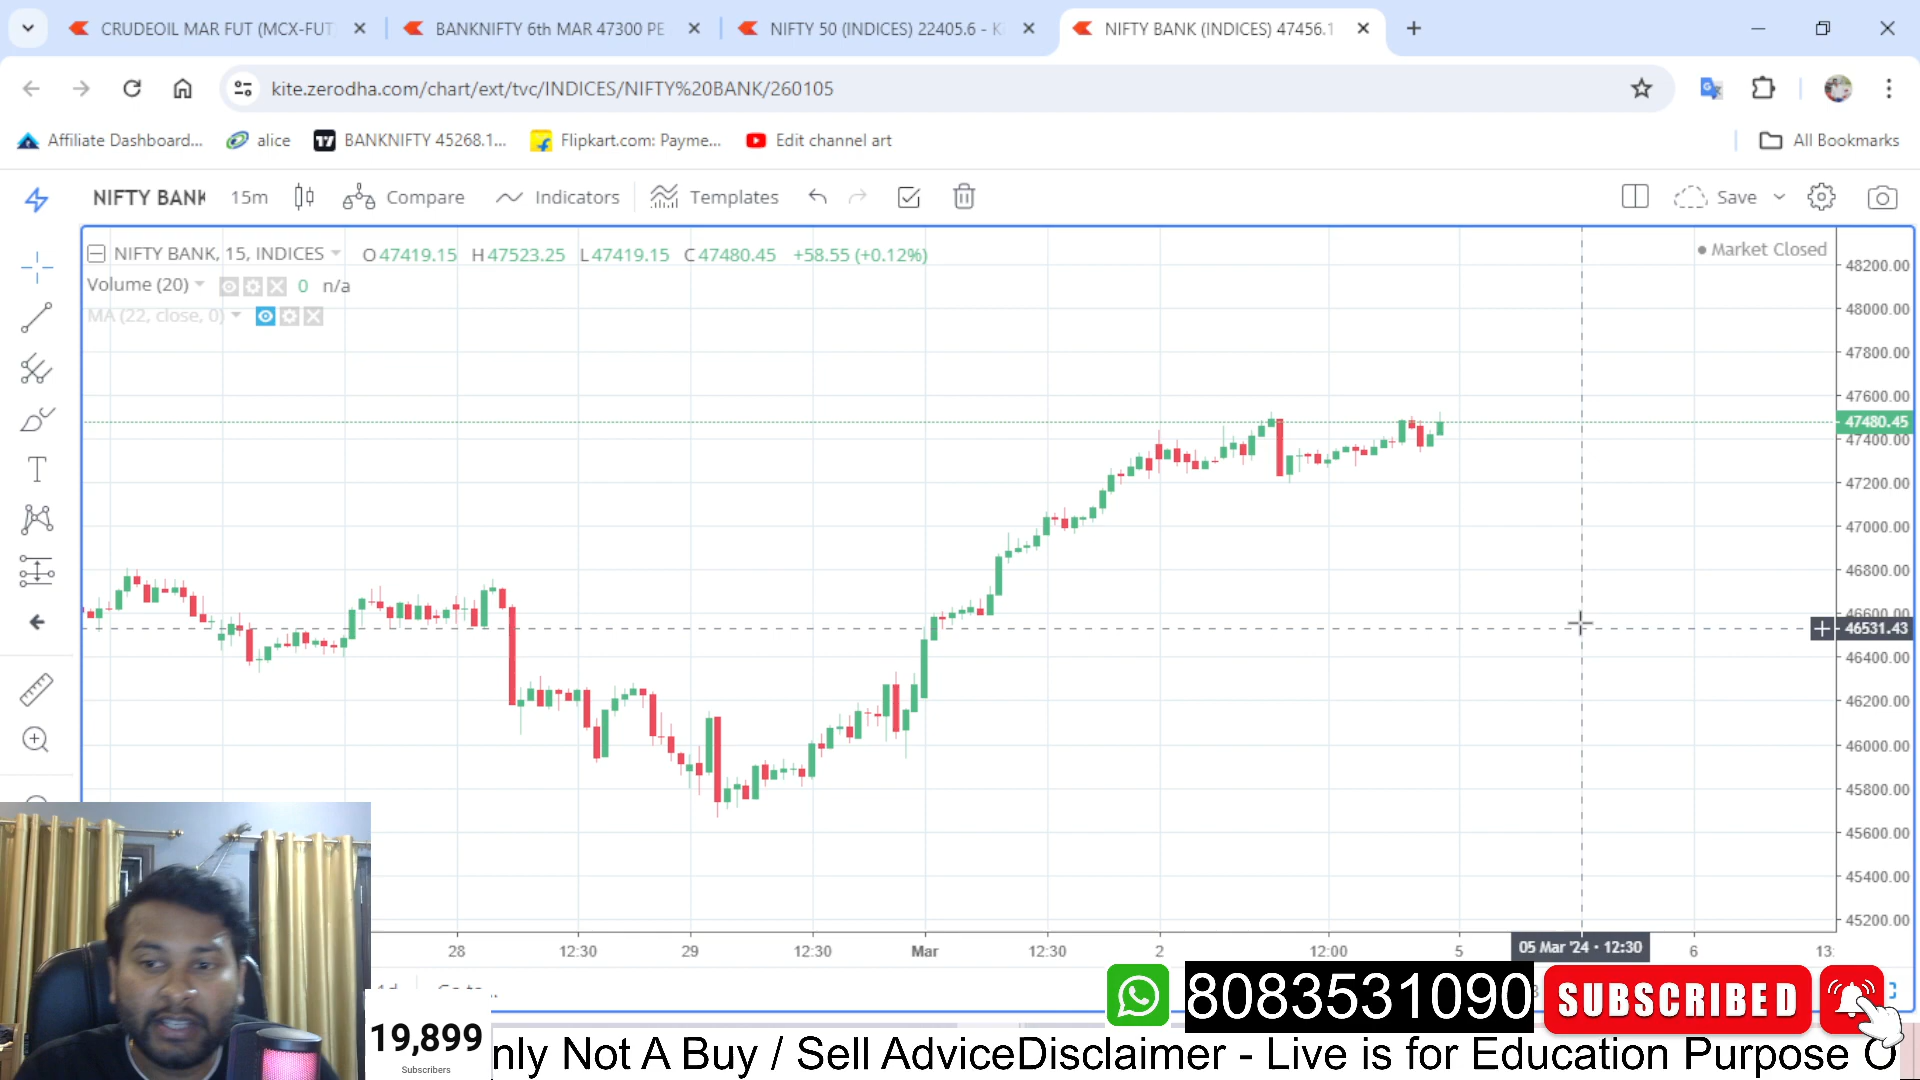 CRUDEOIL MAR FUT (MCX-FUT
BANKNIFTY 6th MAR 47300 PE
NIFTY 50 (INDICES) 22405.6 - K
NIFTY BANK (INDICES) 47456.1
kite.zerodha.com/chart/ext/tvc/INDICES/NIFTY%20BANK/260105
Affiliate Dashboard...
alice
BANKNIFTY 45268.1...
Flipkart.com: Payme...
Edit channel art
All Bookmarks
NIFTY BANK
15m
Compare
Indicators
Templates
Save
NIFTY BANK, 15, INDICES
O47419.15 H47523.25 L47419.15 C47480.45 +58.55 (+0.12%)
Market Closed
Volume (20)
0 n/a
MA (22, close, 0)
48200.00
48000.00
47800.00
47600.00
47480.45
47400.00
47200.00
47000.00
46800.00
46600.00
46531.43
46400.00
46200.00
46000.00
45800.00
45600.00
45400.00
45200.00
28 12:30 29 12:30 Mar 12:30 2 12:00 5 05 Mar '24 · 12:30 6 13:
8083531090
SUBSCRIBED
19,899
Subscribers
nly Not A Buy / Sell AdviceDisclaimer - Live is for Education Purpose O